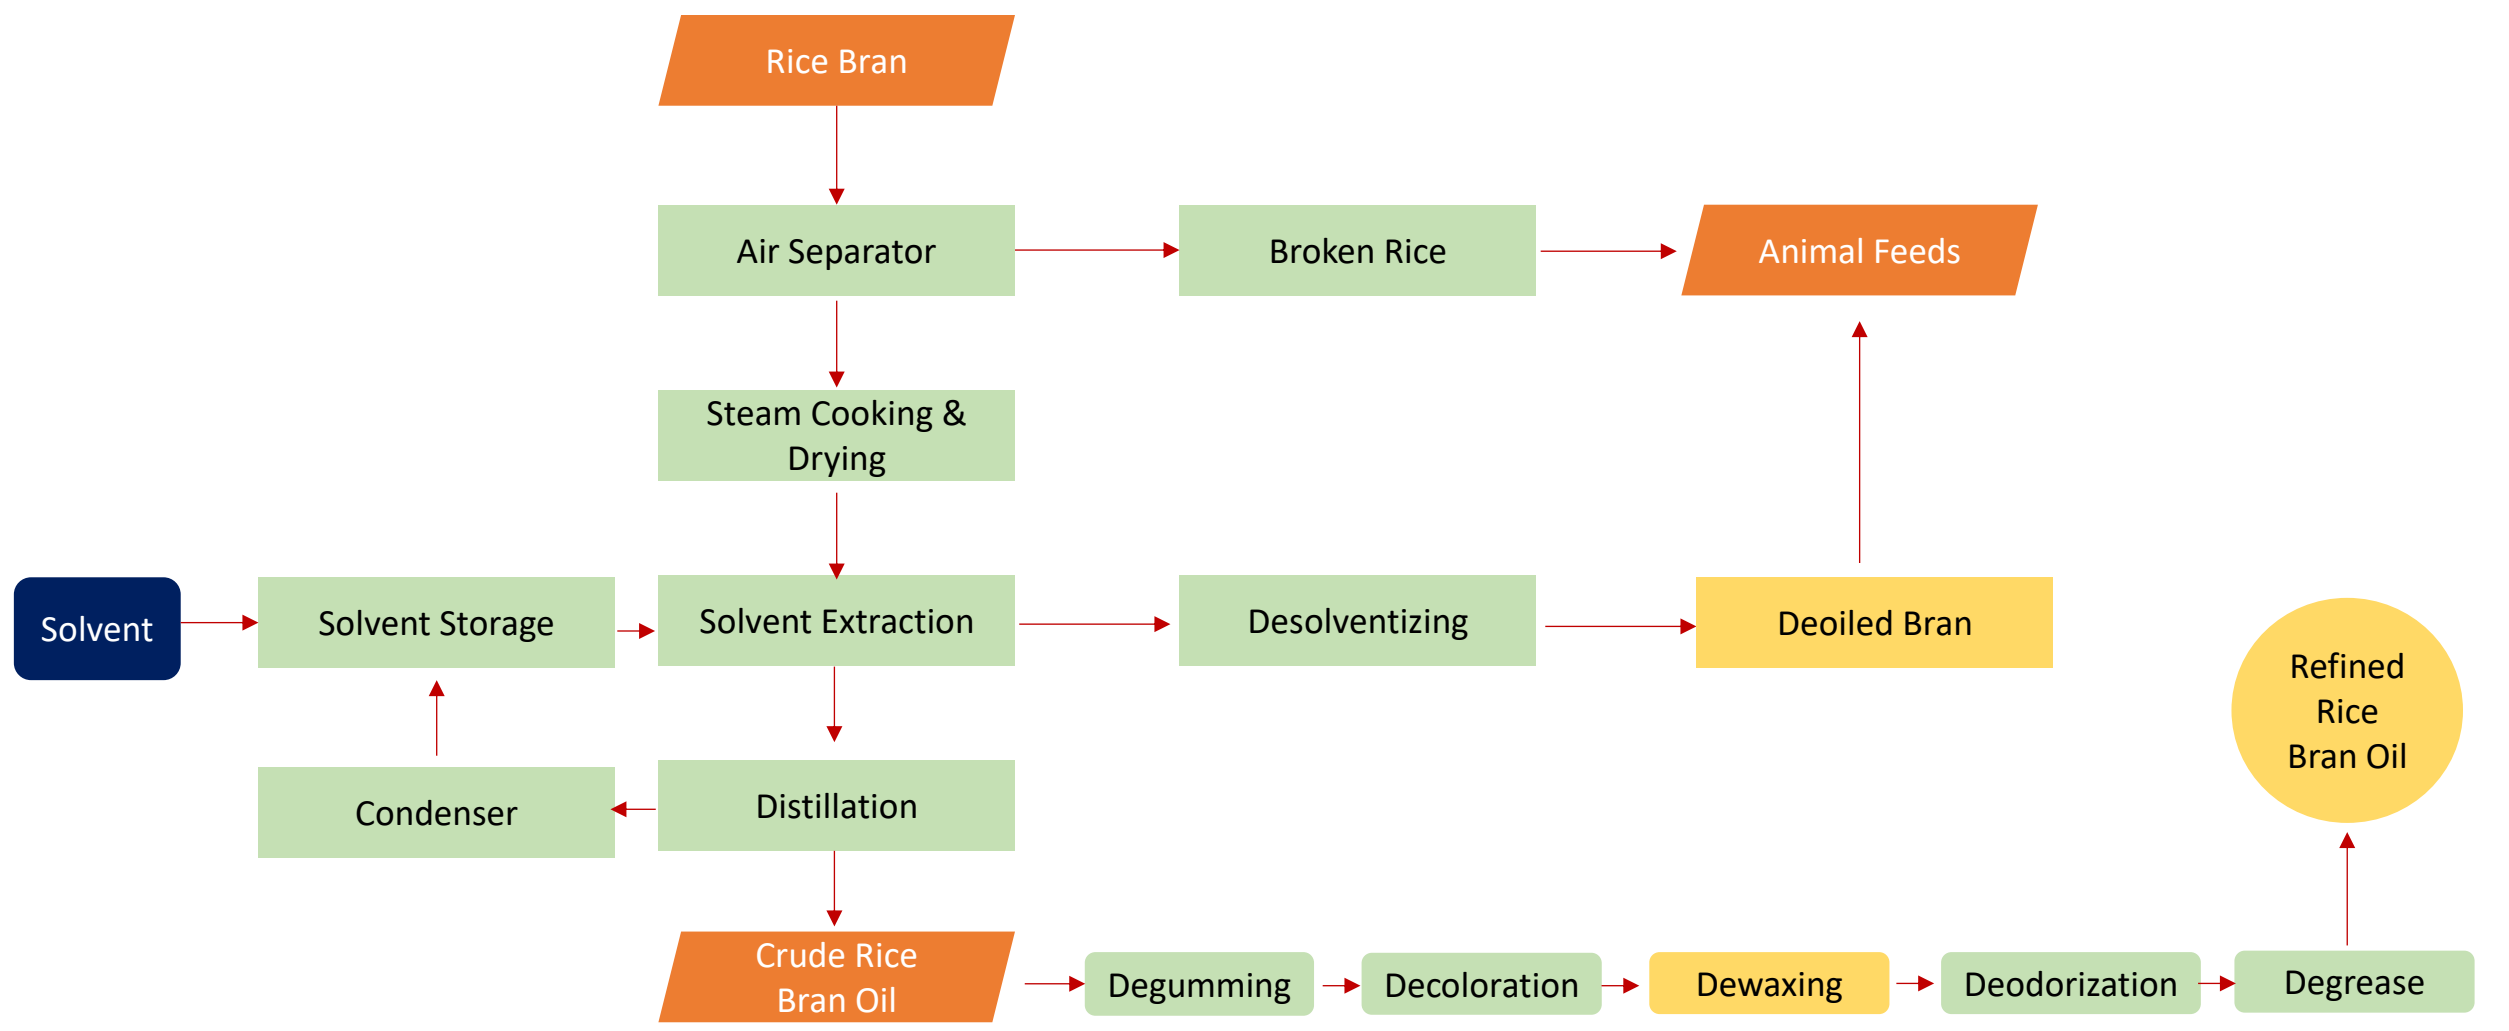 Rice Bran
Air Separator
Broken Rice
Animal Feeds
Steam Cooking &
Drying
Solvent
Solvent Storage
Solvent Extraction
Desolventizing
Deoiled Bran
Refined
Rice
Bran Oil
Condenser
Distillation
Crude Rice
Bran Oil
Degumming
Decoloration
Dewaxing
Deodorization
Degrease